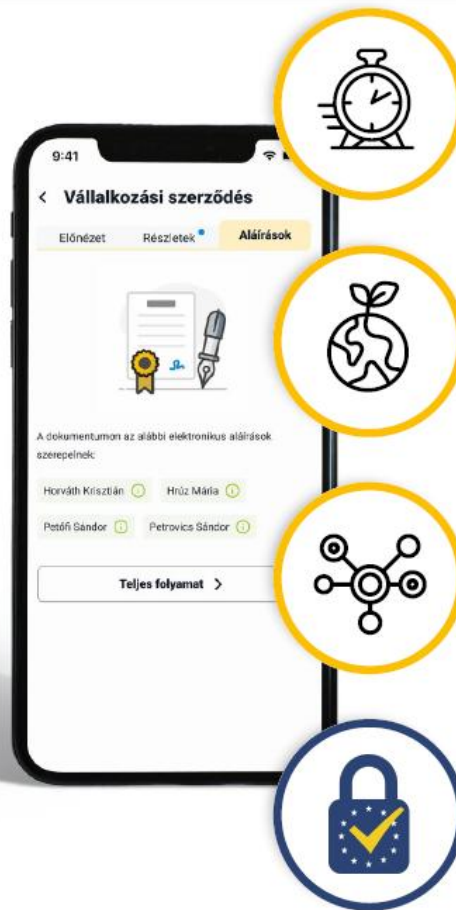 9:41
Vállalkozási szerződés
Előnézet Részletek Aláírások
A dokumentumon az alábbi elektronikus aláírások
szerepelnek:
Horváth Krisztián Hrúz Mária
Petőfi Sándor Petrovics Sándor
Teljes folyamat